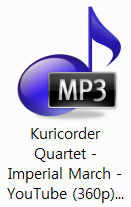 MP3
Kuricorder
Quartet -
Imperial March -
YouTube (360p)...